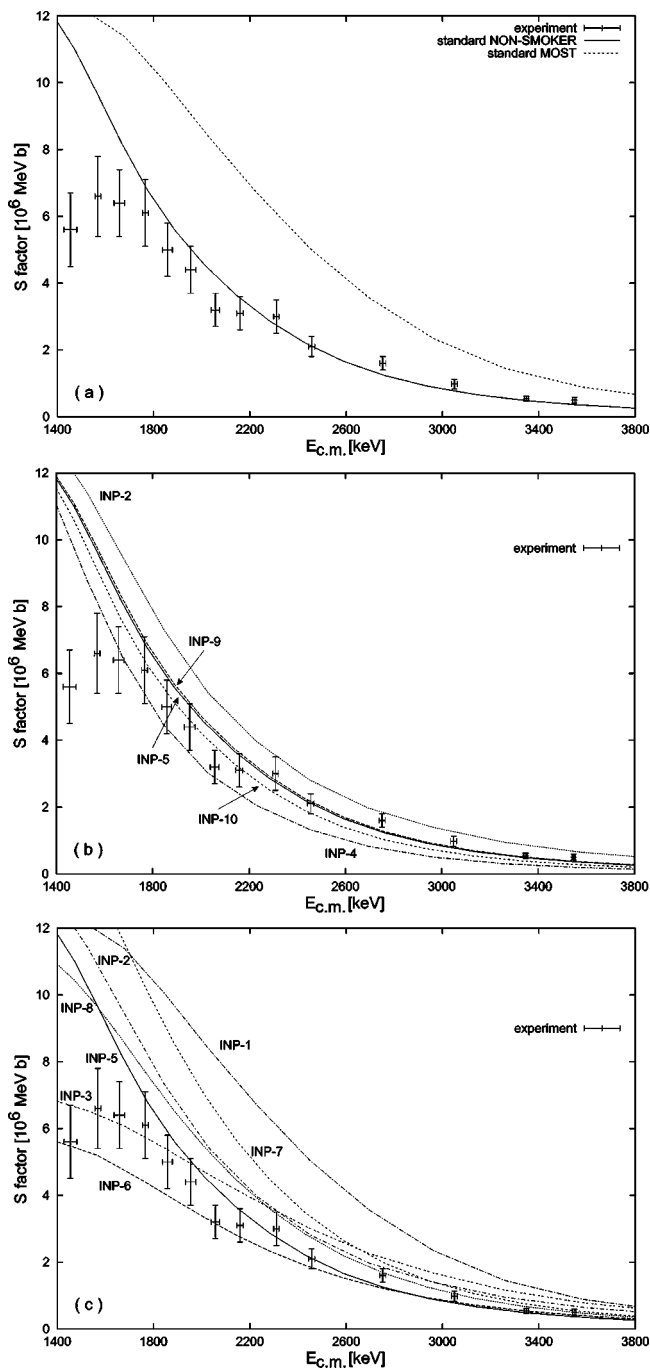 12
10
8
6
4
2
0
S factor [10^6 MeV b]
experiment
standard NON-SMOKER
standard MOST
( a )
1400 1800 2200 2600 3000 3400 3800
E_c.m. [keV]
12
10
8
6
4
2
0
S factor [10^6 MeV b]
INP-2
experiment
INP-9
INP-5
INP-10
INP-4
( b )
1400 1800 2200 2600 3000 3400 3800
E_c.m. [keV]
12
10
8
6
4
2
0
S factor [10^6 MeV b]
INP-2
INP-8
INP-1
experiment
INP-5
INP-3
INP-7
INP-6
( c )
1400 1800 2200 2600 3000 3400 3800
E_c.m. [keV]